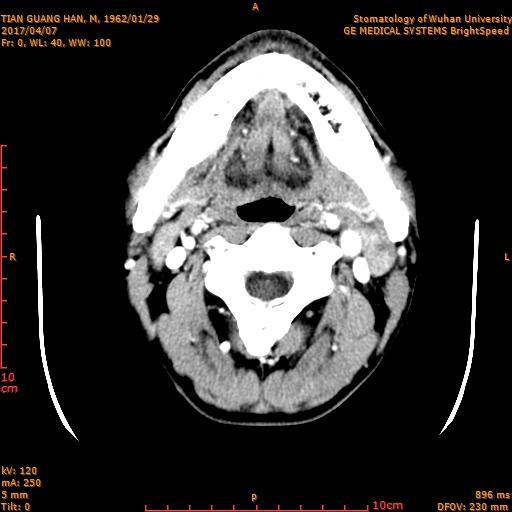 A
TIAN GUANG HAN, M, 1962/01/29
2017/04/07
Fr: 0, WL: 40, WW: 100
Stomatology of Wuhan University
GE MEDICAL SYSTEMS BrightSpeed
R
L
10
cm
kV: 120
mA: 250
5 mm
Tilt: 0
P
10cm
896 ms
DFOV: 230 mm